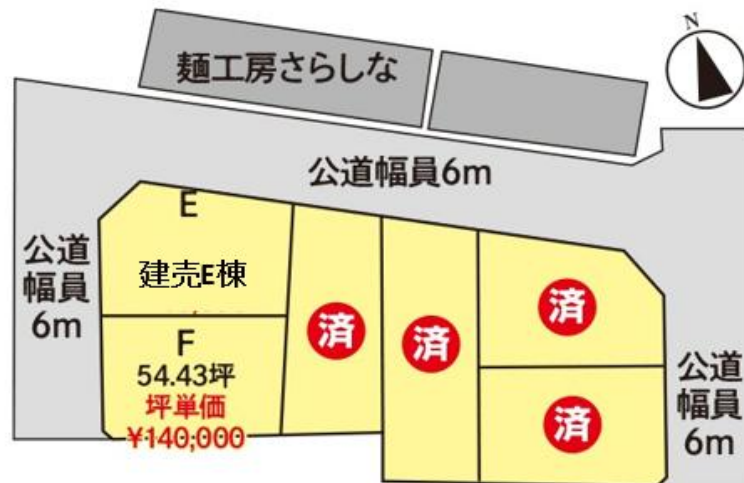 N
麺工房さらしな
公道幅員6m
公道
幅員
6m
E
建売E棟
F
54.43坪
坪単価
¥140,000
済
済
済
済
公道
幅員
6m